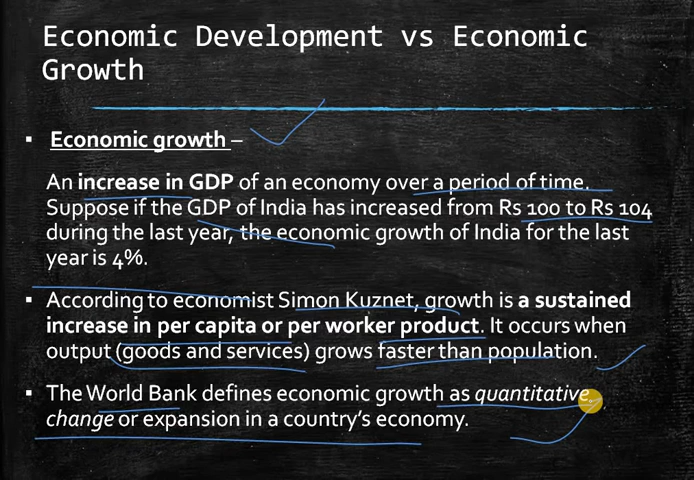 Economic Development vs Economic
Growth
▪ Economic growth –
An increase in GDP of an economy over a period of time.
Suppose if the GDP of India has increased from Rs 100 to Rs 104
during the last year, the economic growth of India for the last
year is 4%.
▪ According to economist Simon Kuznet, growth is a sustained
increase in per capita or per worker product. It occurs when
output (goods and services) grows faster than population.
▪ The World Bank defines economic growth as quantitative
change or expansion in a country's economy.